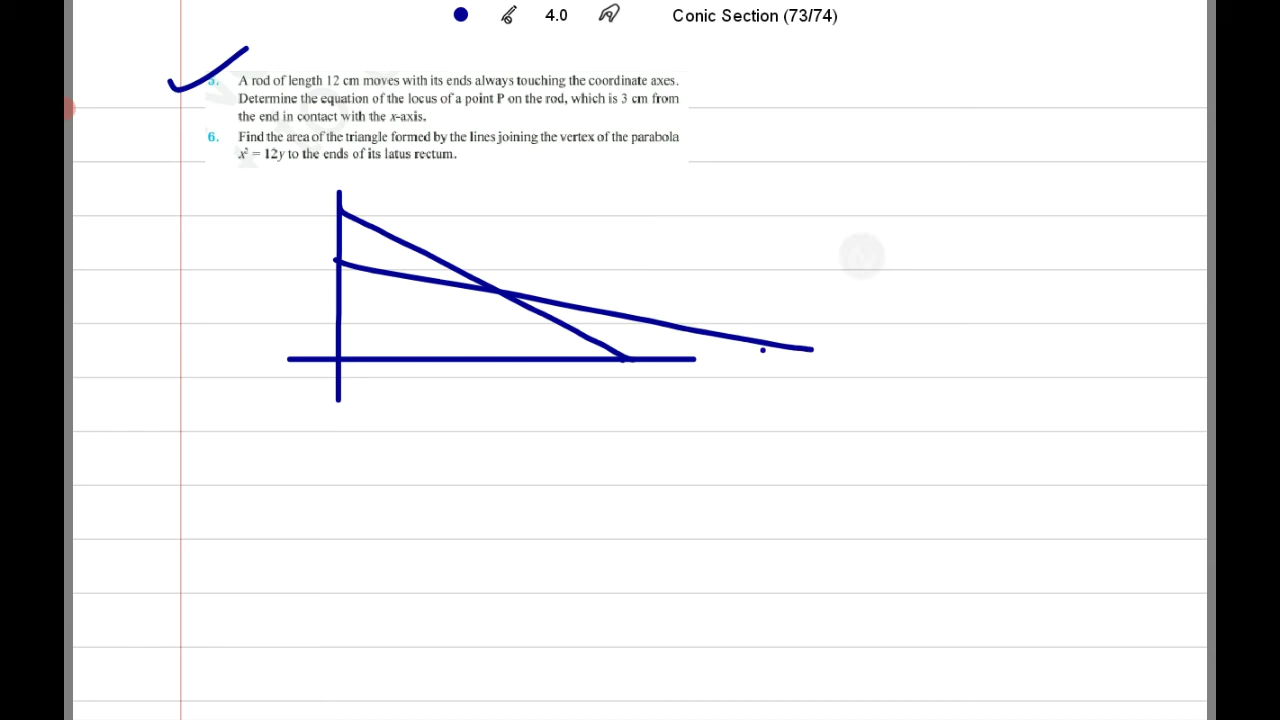 4.0 Conic Section (73/74)
5. A rod of length 12 cm moves with its ends always touching the coordinate axes.
Determine the equation of the locus of a point P on the rod, which is 3 cm from
the end in contact with the x-axis.
6. Find the area of the triangle formed by the lines joining the vertex of the parabola
x² = 12y to the ends of its latus rectum.